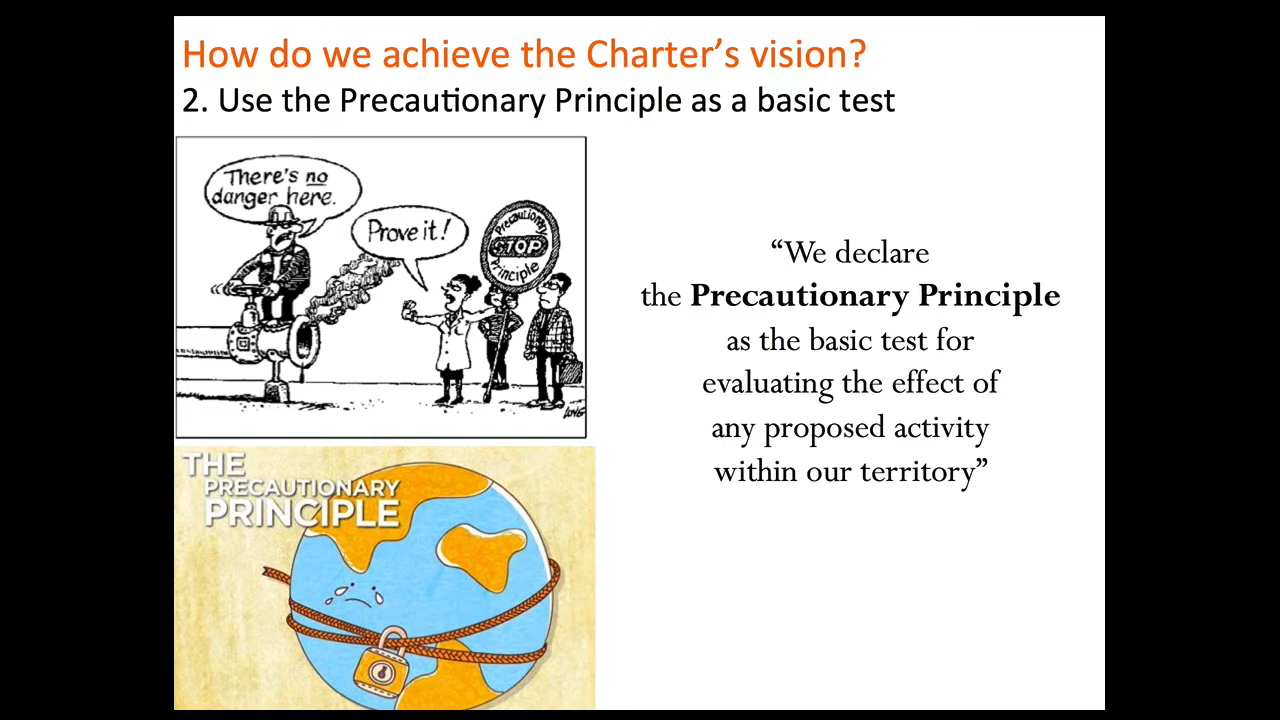 How do we achieve the Charter’s vision?
2. Use the Precautionary Principle as a basic test
There's no
danger here.
Prove it!
Precautionary
STOP
Principle
LONG
THE
PRECAUTIONARY
PRINCIPLE
“We declare
the Precautionary Principle
as the basic test for
evaluating the effect of
any proposed activity
within our territory”